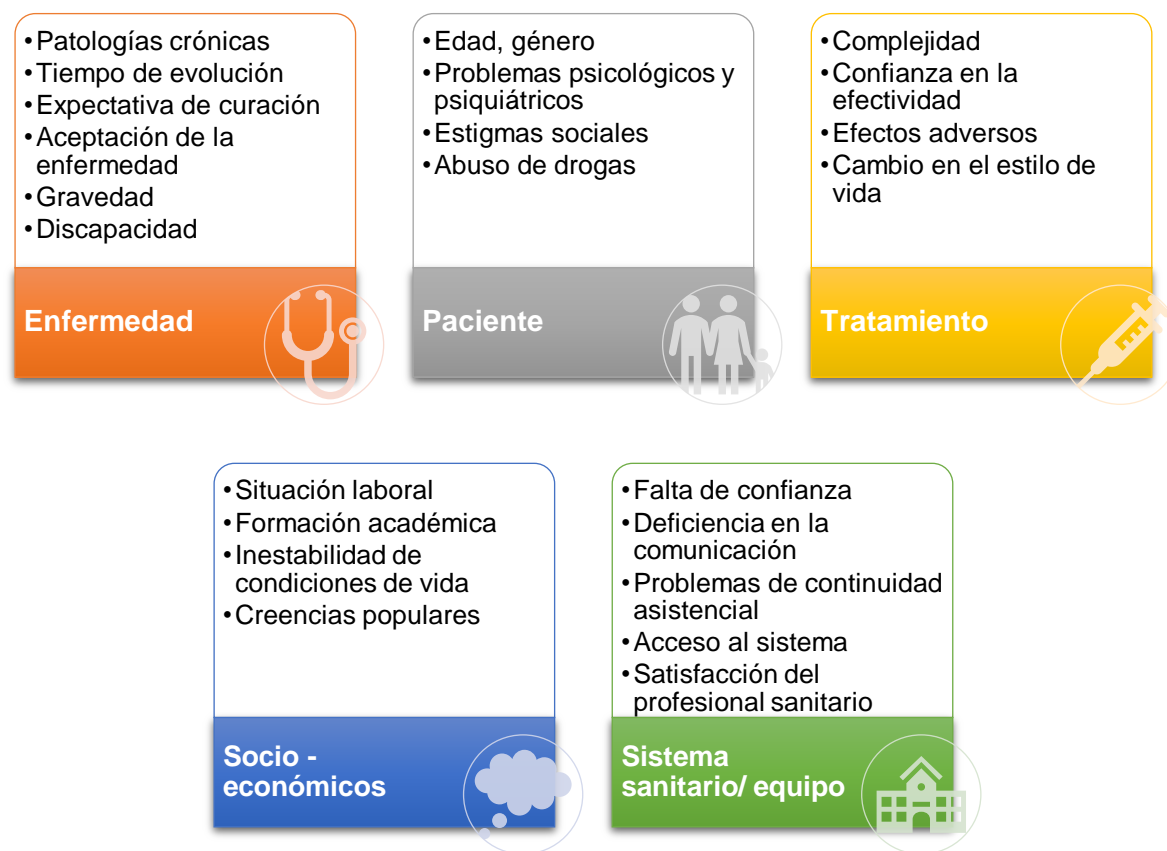 •Patologías crónicas
•Tiempo de evolución
•Expectativa de curación
•Aceptación de la
enfermedad
•Gravedad
•Discapacidad
Enfermedad
•Edad, género
•Problemas psicológicos y
psiquiátricos
•Estigmas sociales
•Abuso de drogas
Paciente
•Complejidad
•Confianza en la
efectividad
•Efectos adversos
•Cambio en el estilo de
vida
Tratamiento
•Situación laboral
•Formación académica
•Inestabilidad de
condiciones de vida
•Creencias populares
Socio -
económicos
•Falta de confianza
•Deficiencia en la
comunicación
•Problemas de continuidad
asistencial
•Acceso al sistema
•Satisfacción del
profesional sanitario
Sistema
sanitario/ equipo